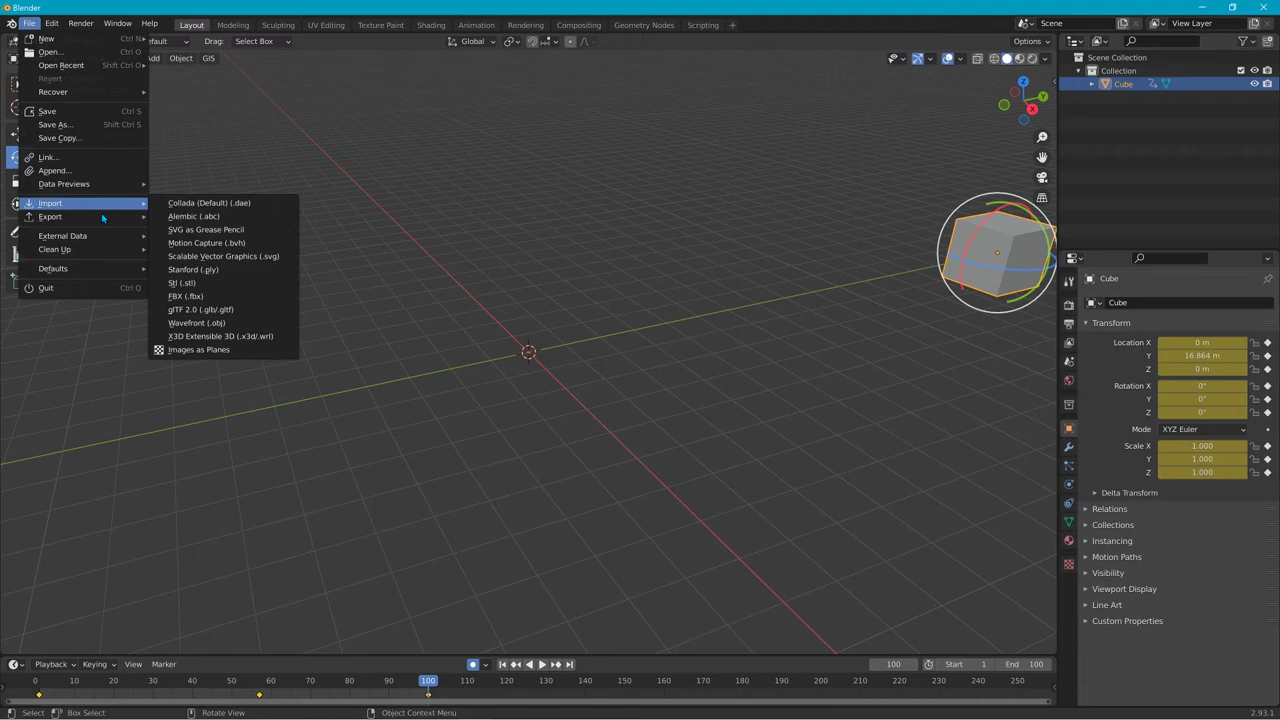 Blender
File Edit Render Window Help Layout Modeling Sculpting UV Editing Texture Paint Shading Animation Rendering Compositing Geometry Nodes Scripting Scene View Layer
Drag: Select Box Global Options
Add Object GIS
New Ctrl N
Open... Ctrl O
Open Recent Shift Ctrl O
Revert
Recover
Save Ctrl S
Save As... Shift Ctrl S
Save Copy...
Link...
Append...
Data Previews
Import
Export
External Data
Clean Up
Defaults
Quit Ctrl Q
Collada (Default) (.dae)
Alembic (.abc)
SVG as Grease Pencil
Motion Capture (.bvh)
Scalable Vector Graphics (.svg)
Stanford (.ply)
Stl (.stl)
FBX (.fbx)
glTF 2.0 (.glb/.gltf)
Wavefront (.obj)
X3D Extensible 3D (.x3d/.wrl)
Images as Planes
Z
Y
X
Scene Collection
Collection
Cube
Cube
Cube
Transform
Location X 0 m
Y 16.864 m
Z 0 m
Rotation X 0°
Y 0°
Z 0°
Mode XYZ Euler
Scale X 1.000
Y 1.000
Z 1.000
Delta Transform
Relations
Collections
Instancing
Motion Paths
Visibility
Viewport Display
Line Art
Custom Properties
Playback Keying View Marker 100 Start 1 End 100
0 10 20 30 40 50 60 70 80 90 100 110 120 130 140 150 160 170 180 190 200 210 220 230 240 250
Select Box Select Rotate View Object Context Menu 2.93.1